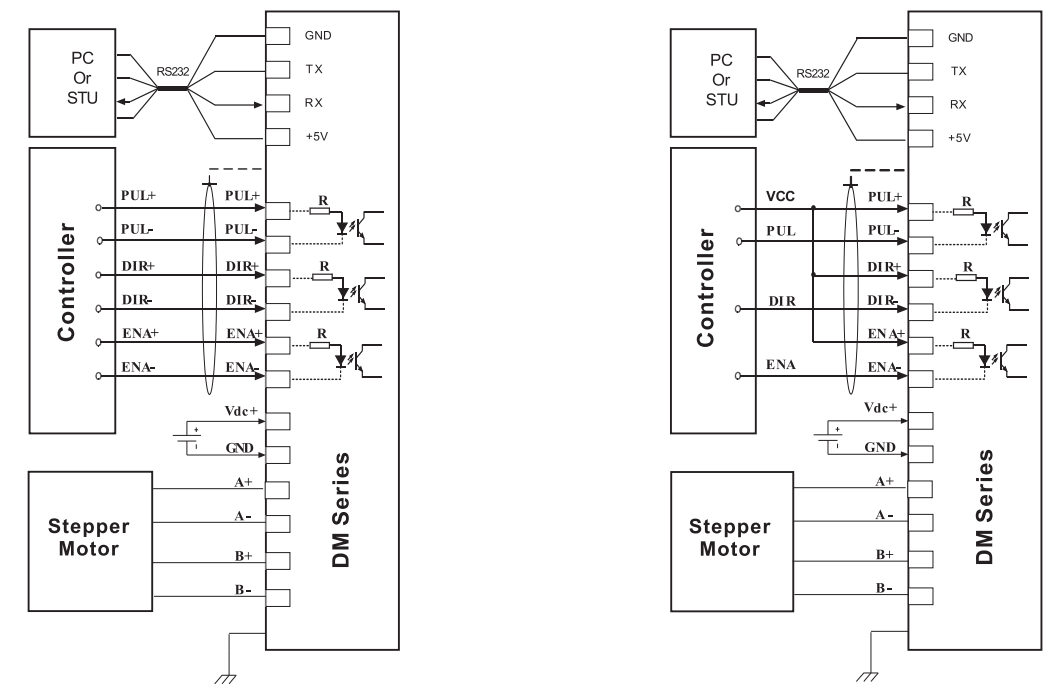 PC
Or
STU
RS232
GND
TX
RX
+5V
Controller
PUL+ PUL+
PUL- PUL-
DIR+ DIR+
DIR- DIR-
ENA+ ENA+
ENA- ENA-
R
R
R
Vdc+
+
-
GND
Stepper
Motor
A+
A-
B+
B-
DM Series
PC
Or
STU
RS232
GND
TX
RX
+5V
Controller
VCC PUL+
PUL PUL-
DIR+
DIR DIR-
ENA+
ENA ENA-
R
R
R
Vdc+
+
-
GND
Stepper
Motor
A+
A-
B+
B-
DM Series